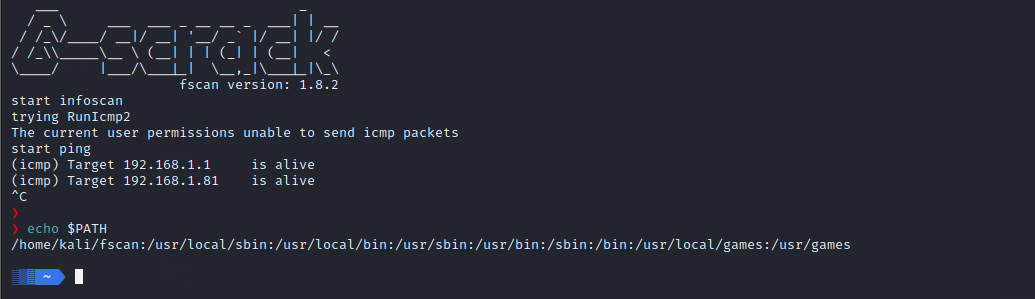 fscan version: 1.8.2
start infoscan
trying RunIcmp2
The current user permissions unable to send icmp packets
start ping
(icmp) Target 192.168.1.1     is alive
(icmp) Target 192.168.1.81    is alive
^C
❯
❯ echo $PATH
/home/kali/fscan:/usr/local/sbin:/usr/local/bin:/usr/sbin:/usr/bin:/sbin:/bin:/usr/local/games:/usr/games
~